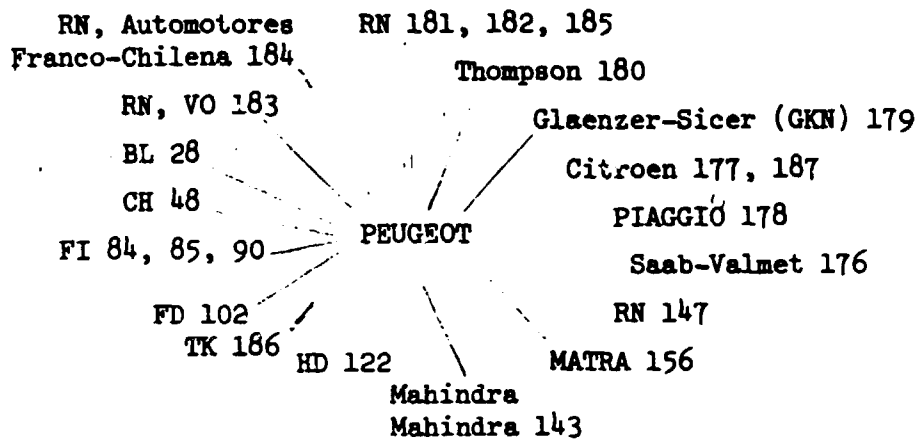 RN, Automotores
Franco-Chilena 184
RN 181, 182, 185
Thompson 180
RN, VO 183
Glaenzer-Sicer (GKN) 179
BL 28
Citroen 177, 187
CH 48
PIAGGIO 178
PEUGEOT
FI 84, 85, 90
Saab-Valmet 176
FD 102
RN 147
TK 186
HD 122
MATRA 156
Mahindra
Mahindra 143